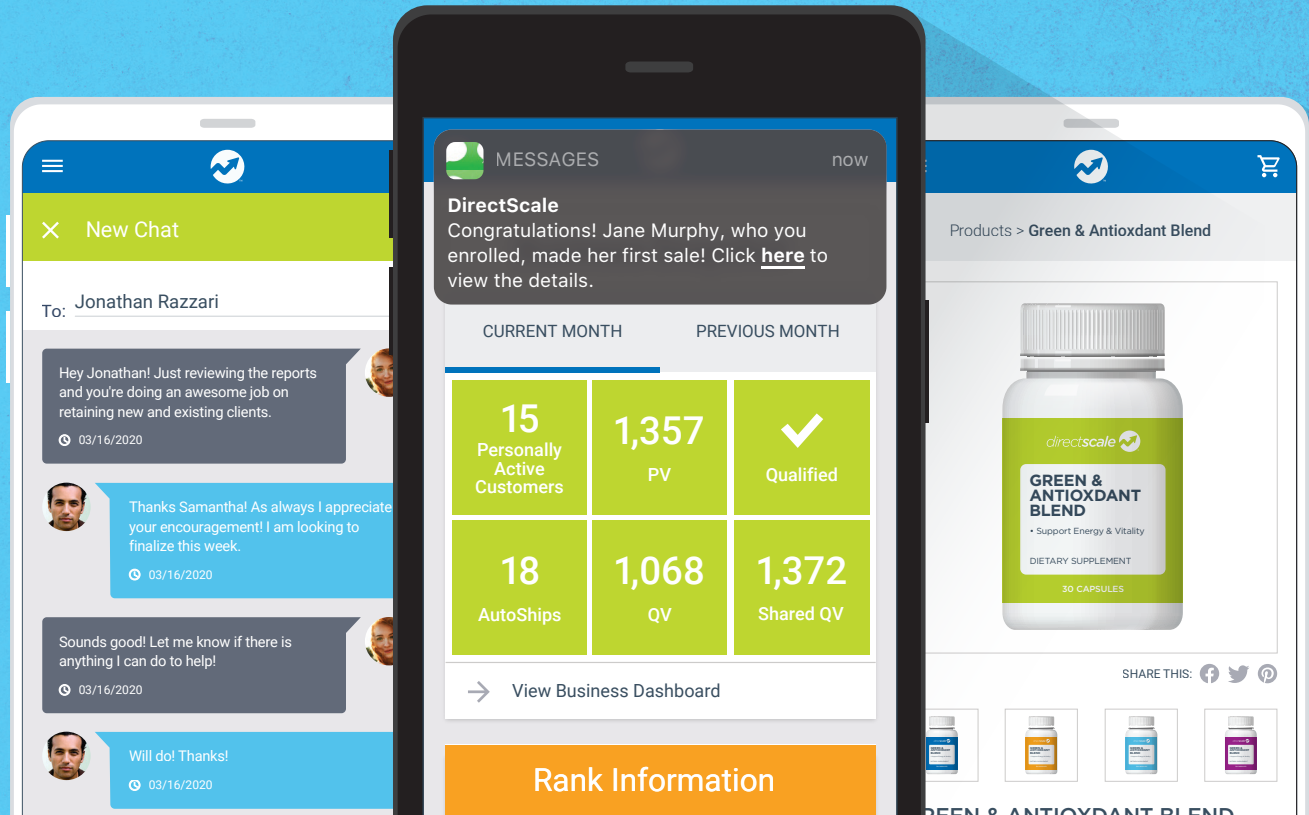 New Chat
To: Jonathan Razzari
Hey Jonathan! Just reviewing the reports
and you're doing an awesome job on
retaining new and existing clients.
03/16/2020
Thanks Samantha! As always I appreciate
your encouragement! I am looking to
finalize this week.
03/16/2020
Sounds good! Let me know if there is
anything I can do to help!
03/16/2020
Will do! Thanks!
03/16/2020
MESSAGES
now
DirectScale
Congratulations! Jane Murphy, who you
enrolled, made her first sale! Click here to
view the details.
CURRENT MONTH
PREVIOUS MONTH
15
Personally
Active
Customers
1,357
PV
Qualified
18
AutoShips
1,068
QV
1,372
Shared QV
View Business Dashboard
Rank Information
Products > Green & Antioxdant Blend
directscale
GREEN &
ANTIOXDANT
BLEND
• Support Energy & Vitality
DIETARY SUPPLEMENT
30 CAPSULES
SHARE THIS:
REEN & ANTIOXDANT BLEND